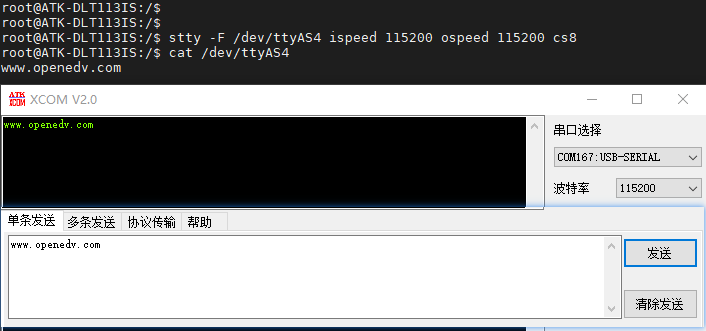 root@ATK-DLT113IS:/$
root@ATK-DLT113IS:/$
root@ATK-DLT113IS:/$ stty -F /dev/ttyAS4 ispeed 115200 ospeed 115200 cs8
root@ATK-DLT113IS:/$ cat /dev/ttyAS4
www.openedv.com
ATK XCOM XCOM V2.0
www.openedv.com
串口选择
COM167:USB-SERIAL
波特率 115200
单条发送 多条发送 协议传输 帮助
www.openedv.com
发送
清除发送